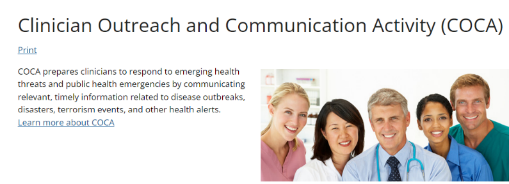 Clinician Outreach and Communication Activity (COCA)
Print
COCA prepares clinicians to respond to emerging health
threats and public health emergencies by communicating
relevant, timely information related to disease outbreaks,
disasters, terrorism events, and other health alerts.
Learn more about COCA